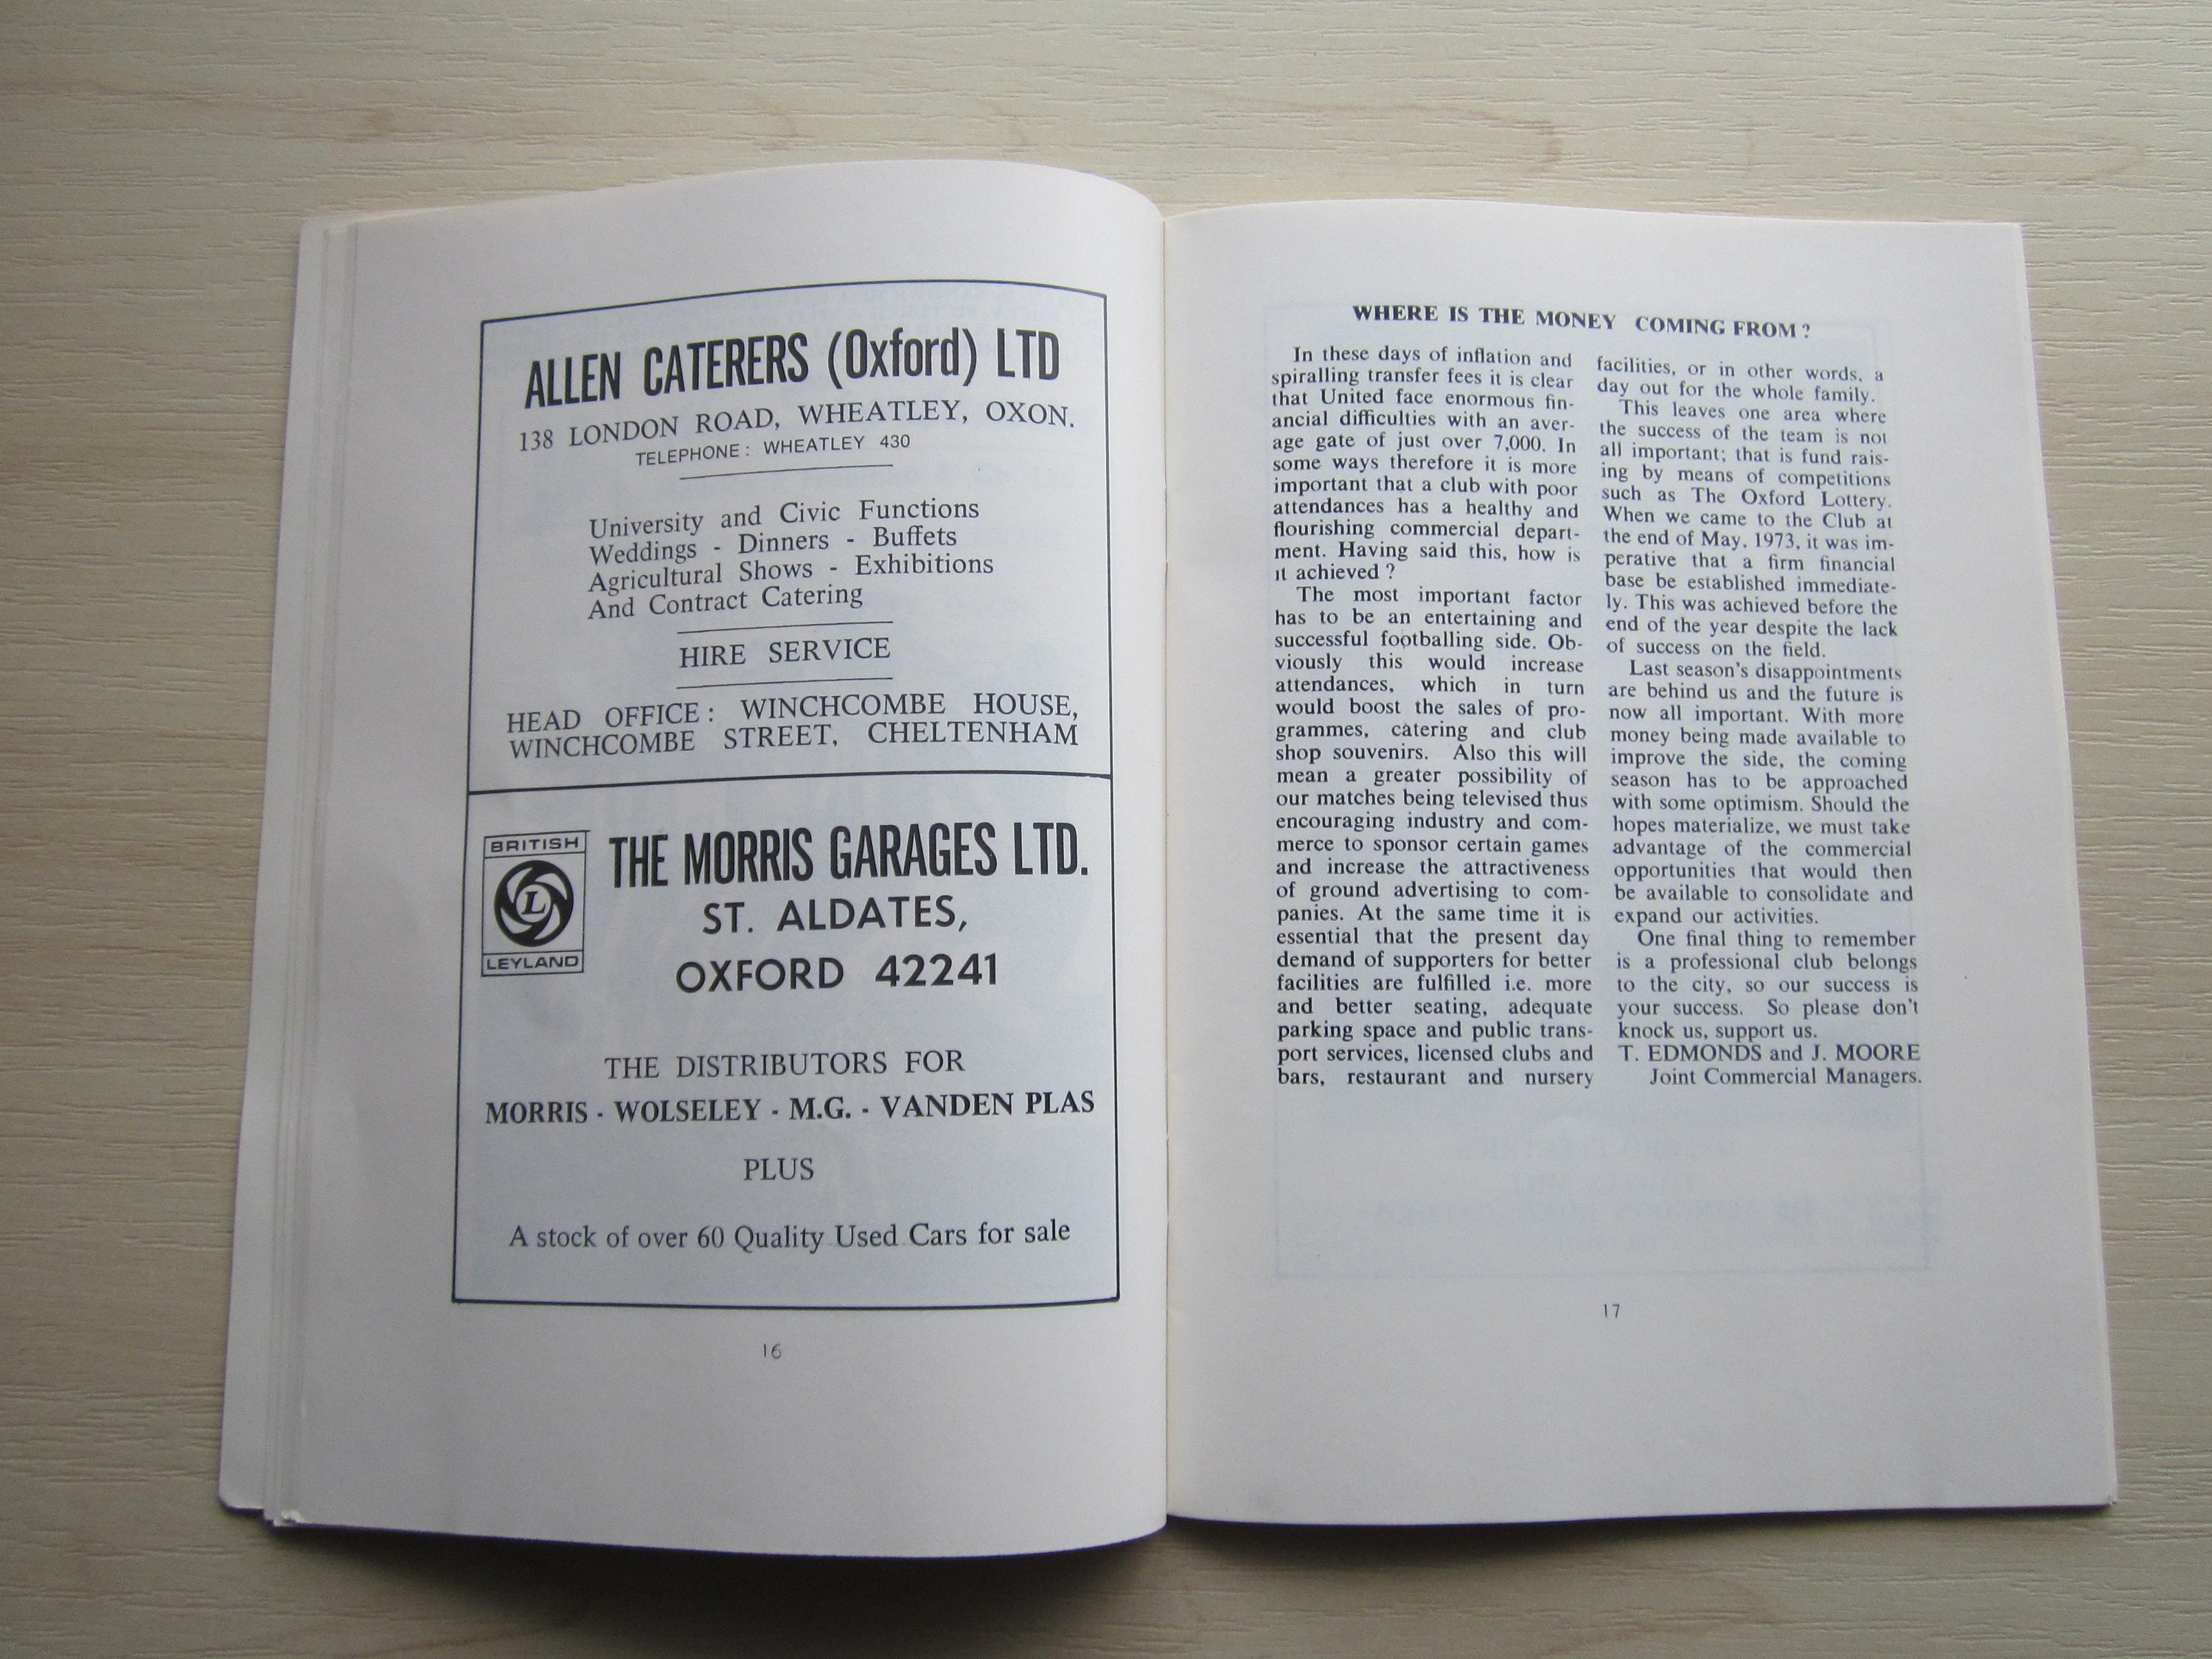 ALLEN CATERERS (Oxford) LTD
138 LONDON ROAD, WHEATLEY, OXON.
TELEPHONE: WHEATLEY 430
University and Civic Functions
Weddings - Dinners - Buffets
Agricultural Shows - Exhibitions
And Contract Catering
HIRE SERVICE
HEAD OFFICE: WINCHCOMBE HOUSE,
WINCHCOMBE STREET, CHELTENHAM
BRITISH
L
LEYLAND
THE MORRIS GARAGES LTD.
ST. ALDATES,
OXFORD 42241
THE DISTRIBUTORS FOR
MORRIS - WOLSELEY - M.G. - VANDEN PLAS
PLUS
A stock of over 60 Quality Used Cars for sale
16
WHERE IS THE MONEY COMING FROM?
In these days of inflation and
spiralling transfer fees it is clear
that United face enormous fin-
ancial difficulties with an aver-
age gate of just over 7,000. In
some ways therefore it is more
important that a club with poor
attendances has a healthy and
flourishing commercial depart-
ment. Having said this, how is
it achieved?
The most important factor
has to be an entertaining and
successful footballing side. Ob-
viously this would increase
attendances, which in turn
would boost the sales of pro-
grammes, catering and club
shop souvenirs. Also this will
mean a greater possibility of
our matches being televised thus
encouraging industry and com-
merce to sponsor certain games
and increase the attractiveness
of ground advertising to com-
panies. At the same time it is
essential that the present day
demand of supporters for better
facilities are fulfilled i.e. more
and better seating, adequate
parking space and public trans-
port services, licensed clubs and
bars, restaurant and nursery
facilities, or in other words, a
day out for the whole family.
This leaves one area where
the success of the team is not
all important; that is fund rais-
ing by means of competitions
such as The Oxford Lottery.
When we came to the Club at
the end of May, 1973, it was im-
perative that a firm financial
base be established immediate-
ly. This was achieved before the
end of the year despite the lack
of success on the field.
Last season's disappointments
are behind us and the future is
now all important. With more
money being made available to
improve the side, the coming
season has to be approached
with some optimism. Should the
hopes materialize, we must take
advantage of the commercial
opportunities that would then
be available to consolidate and
expand our activities.
One final thing to remember
is a professional club belongs
to the city, so our success is
your success. So please don't
knock us, support us.
T. EDMONDS and J. MOORE
Joint Commercial Managers.
17